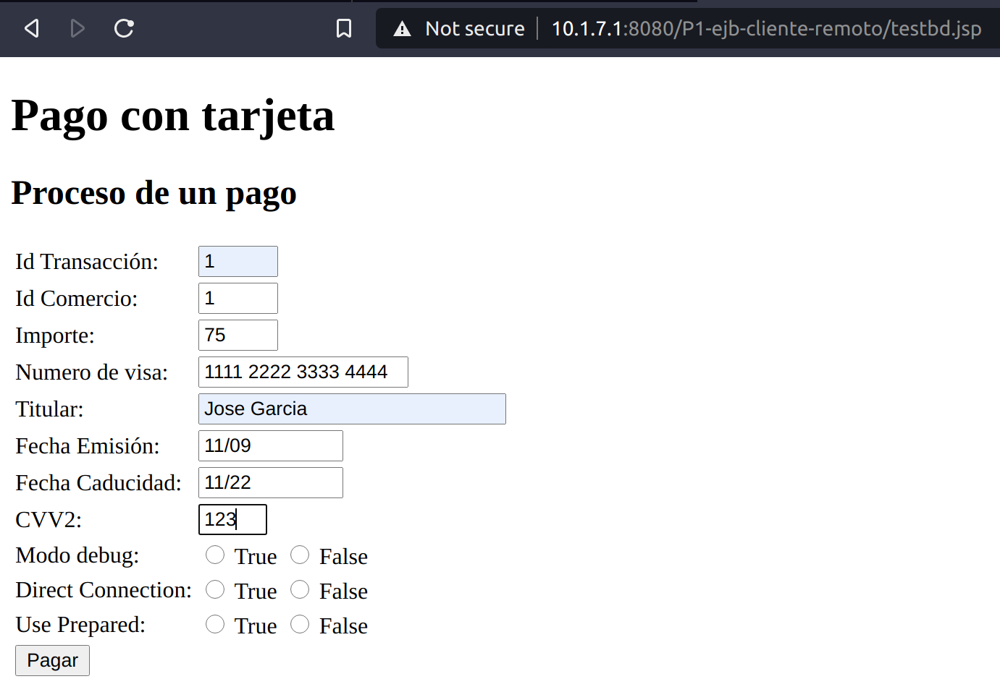 Not secure 10.1.7.1:8080/P1-ejb-cliente-remoto/testbd.jsp
Pago con tarjeta
Proceso de un pago
Id Transacción: 1
Id Comercio: 1
Importe: 75
Numero de visa: 1111 2222 3333 4444
Titular: Jose Garcia
Fecha Emisión: 11/09
Fecha Caducidad: 11/22
CVV2: 123
Modo debug: True False
Direct Connection: True False
Use Prepared: True False
Pagar